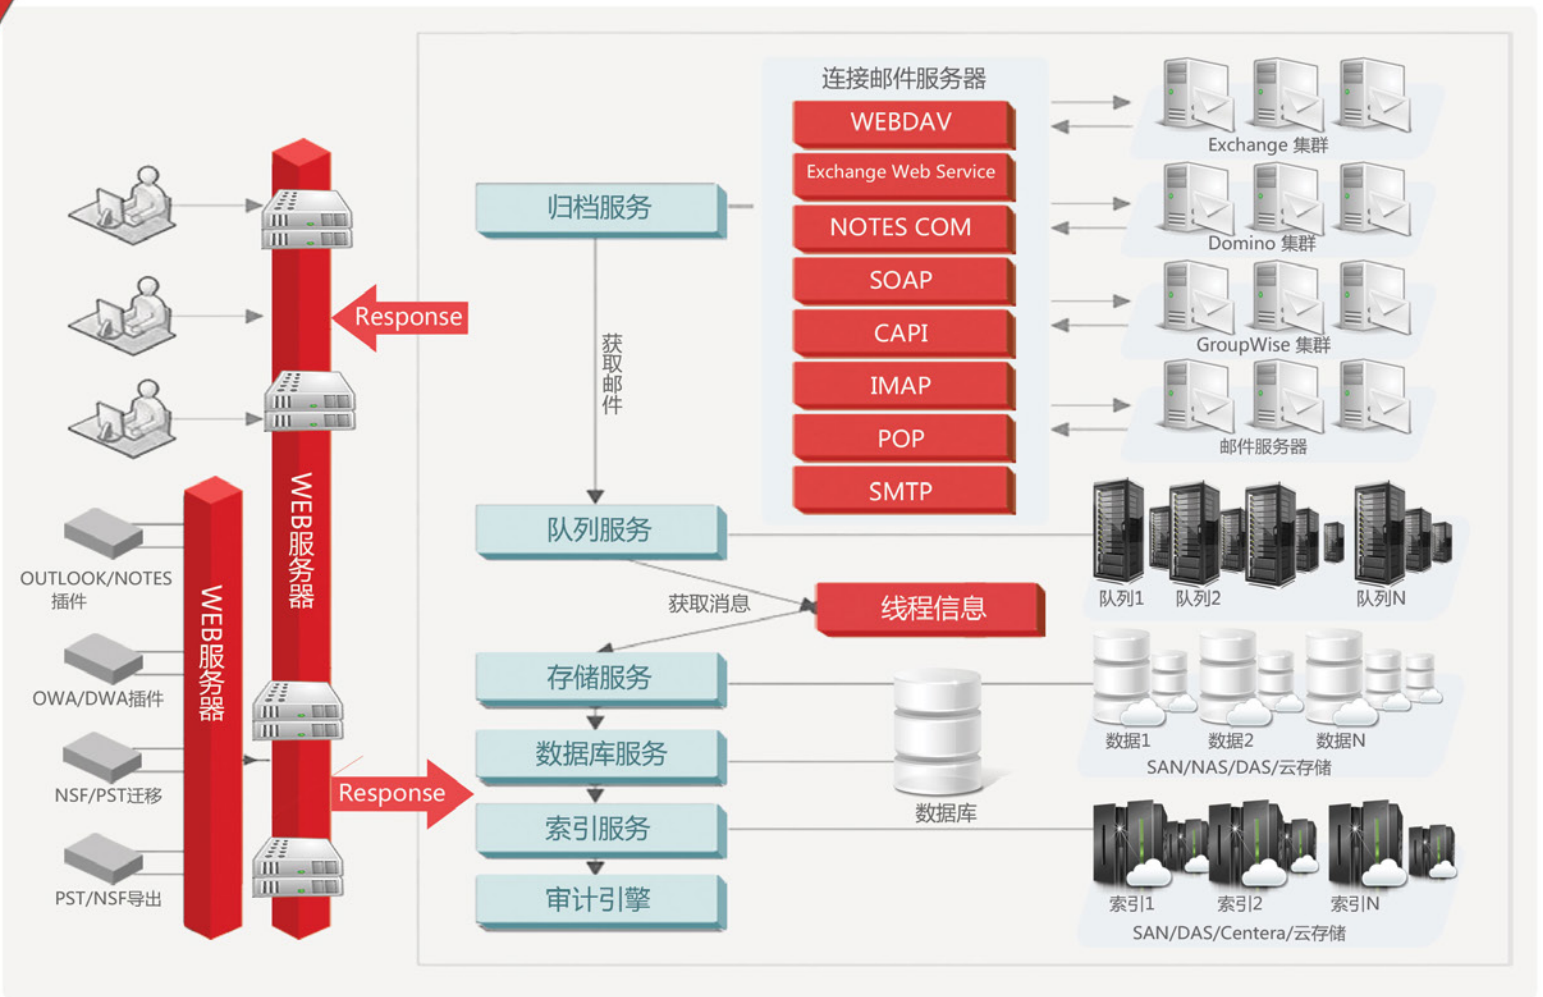 连接邮件服务器
WEBDAV
Exchange Web Service
NOTES COM
SOAP
CAPI
IMAP
POP
SMTP
Exchange 集群
Domino 集群
GroupWise 集群
邮件服务器
归档服务
Response
获取邮件
WEB服务器
队列服务
队列1
队列2
队列N
OUTLOOK/NOTES
插件
WEB服务器
获取消息
线程信息
存储服务
OWA/DWA插件
数据1
数据2
数据N
SAN/NAS/DAS/云存储
数据库服务
数据库
NSF/PST迁移
Response
索引服务
PST/NSF导出
审计引擎
索引1
索引2
索引N
SAN/DAS/Centera/云存储